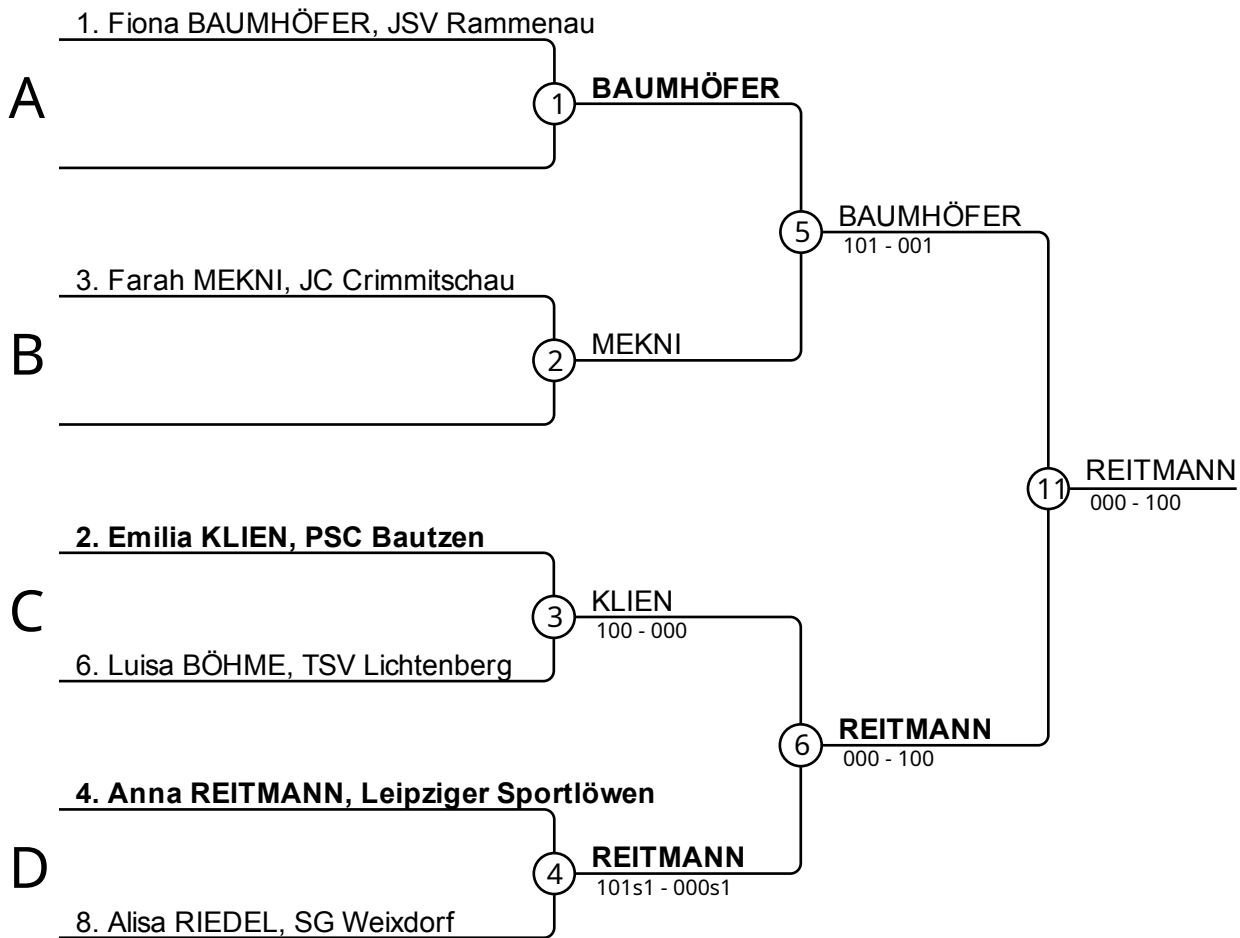 1. Fiona BAUMHÖFER, JSV Rammenau
A
1
BAUMHÖFER
5
BAUMHÖFER
101 - 001
3. Farah MEKNI, JC Crimmitschau
B
2
MEKNI
11
REITMANN
000 - 100
2. Emilia KLIEN, PSC Bautzen
C
3
KLIEN
100 - 000
6. Luisa BÖHME, TSV Lichtenberg
6
REITMANN
000 - 100
4. Anna REITMANN, Leipziger Sportlöwen
D
4
REITMANN
101s1 - 000s1
8. Alisa RIEDEL, SG Weixdorf